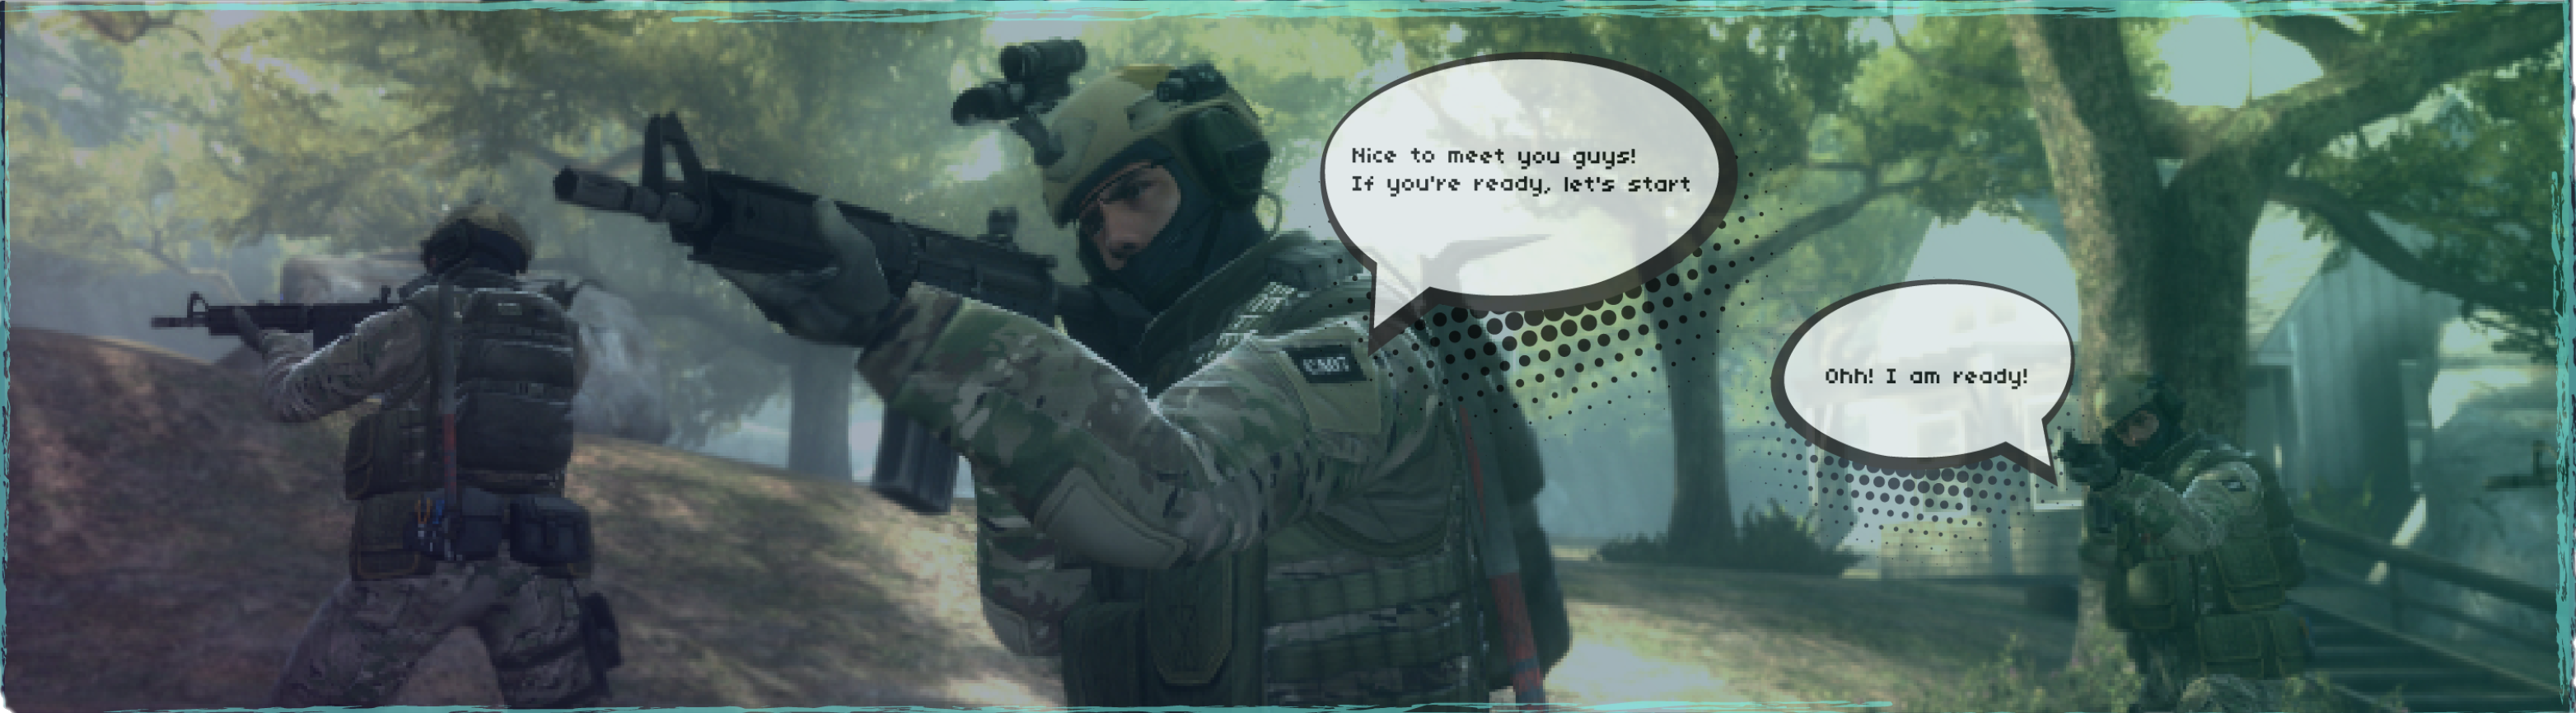 Nice to meet you guys!
If you're ready, let's start
Ohh! I am ready!